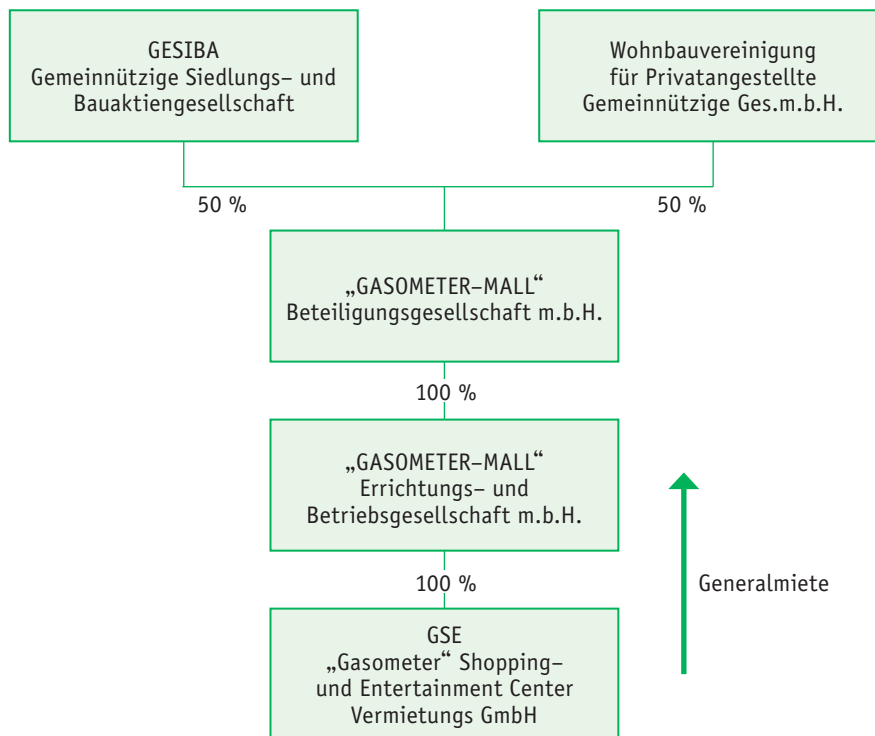 GESIBA
Gemeinnützige Siedlungs– und
Bauaktiengesellschaft
Wohnbauvereinigung
für Privatangestellte
Gemeinnützige Ges.m.b.H.
50 %
50 %
„GASOMETER–MALL“
Beteiligungsgesellschaft m.b.H.
100 %
„GASOMETER–MALL“
Errichtungs– und
Betriebsgesellschaft m.b.H.
100 %
Generalmiete
GSE
„Gasometer“ Shopping–
und Entertainment Center
Vermietungs GmbH